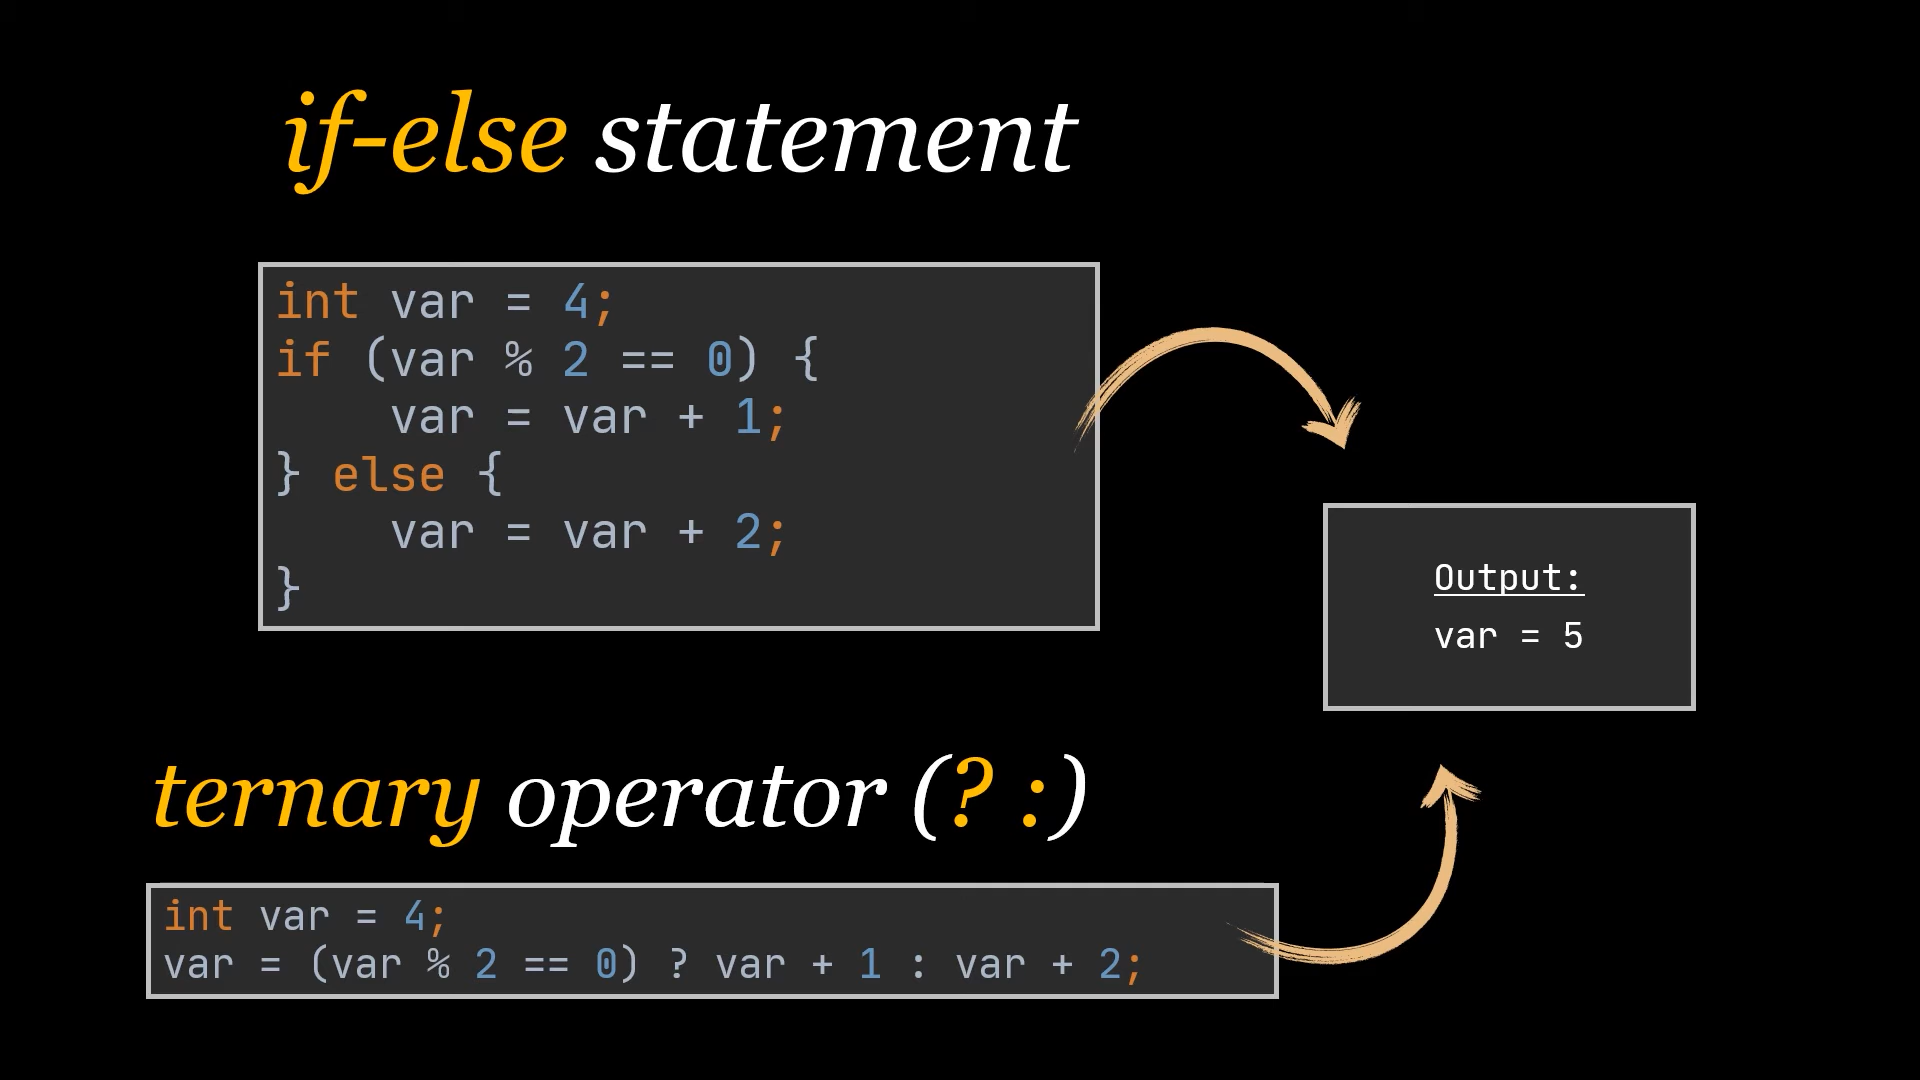 if-else statement
int var = 4;
if (var % 2 == 0) {
    var = var + 1;
} else {
    var = var + 2;
}
Output:
var = 5
ternary operator (? :)
int var = 4;
var = (var % 2 == 0) ? var + 1 : var + 2;